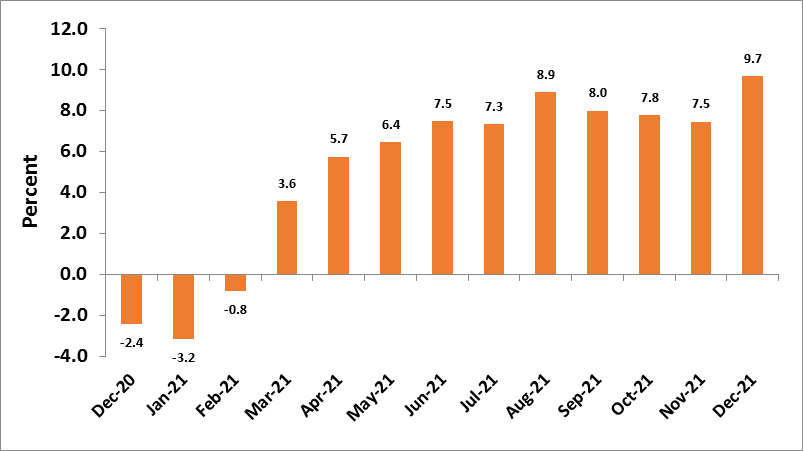 Percent
12.0
10.0
8.0
6.0
4.0
2.0
0.0
-2.0
-4.0
-2.4
-3.2
-0.8
3.6
5.7
6.4
7.5
7.3
8.9
8.0
7.8
7.5
9.7
Dec-20
Jan-21
Feb-21
Mar-21
Apr-21
May-21
Jun-21
Jul-21
Aug-21
Sep-21
Oct-21
Nov-21
Dec-21